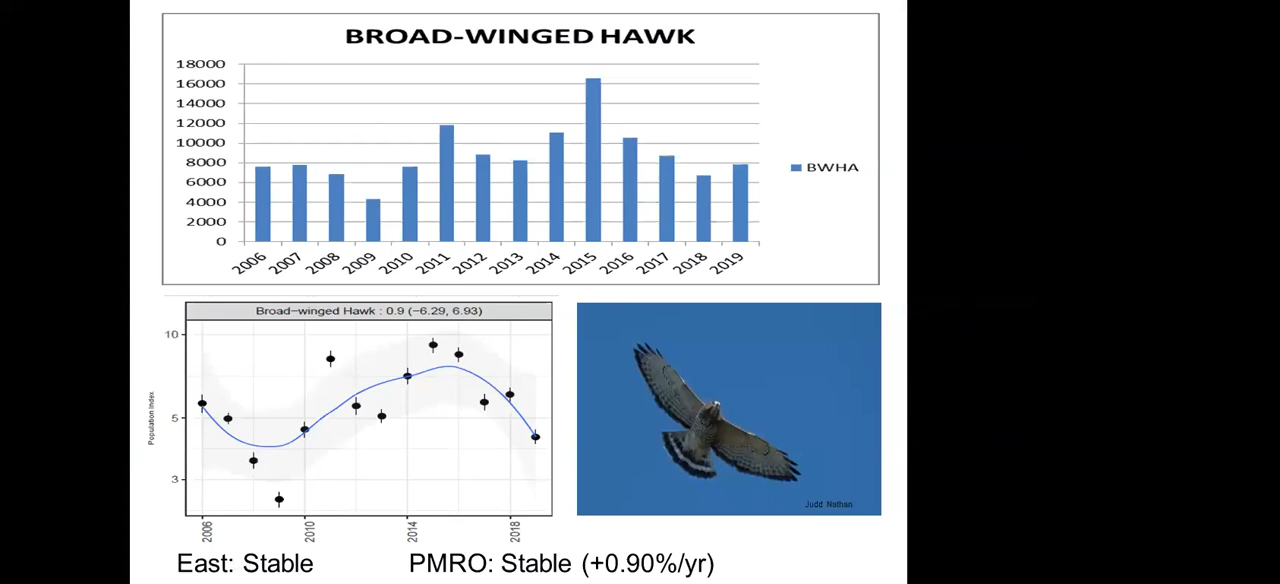 BROAD-WINGED HAWK
18000
16000
14000
12000
10000
8000
6000
4000
2000
0
2006 2007 2008 2009 2010 2011 2012 2013 2014 2015 2016 2017 2018 2019
BWHA
Broad−winged Hawk : 0.9 (−6.29, 6.93)
10
5
3
Population Index
2006 2010 2014 2018
Judd Nathan
East: Stable
PMRO: Stable (+0.90%/yr)